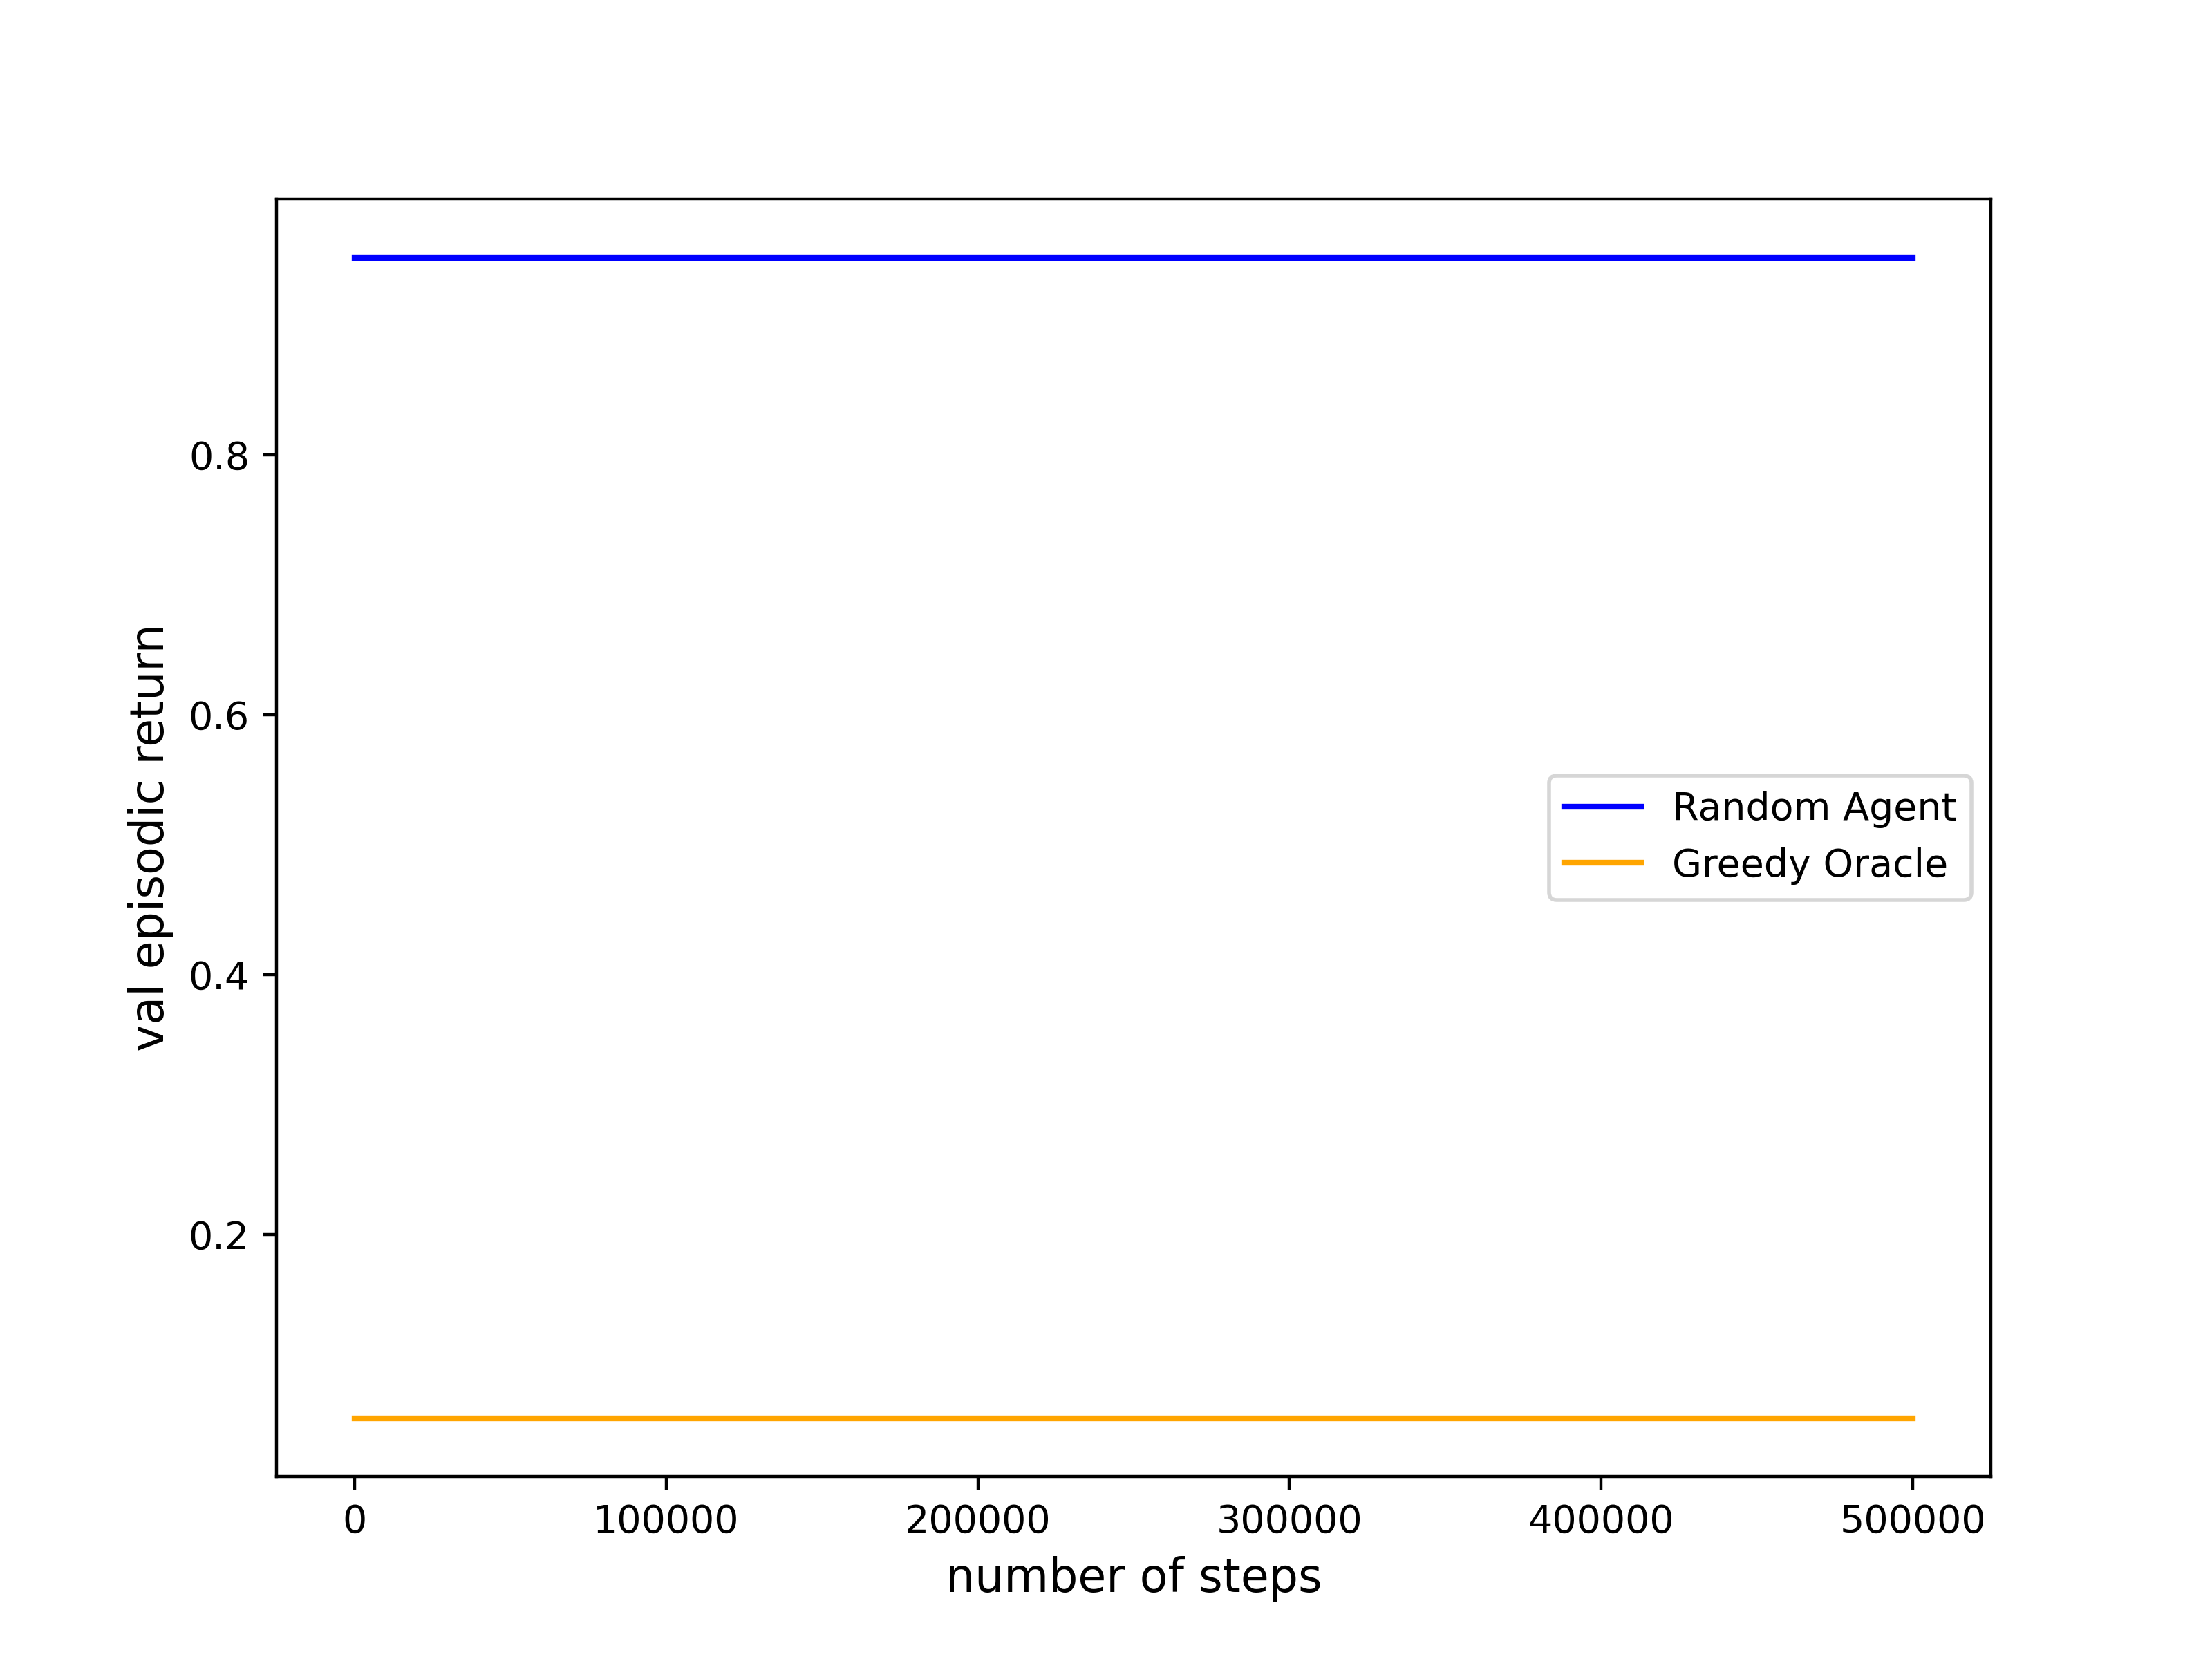 0.8
0.6
0.4
0.2
val episodic return
Random Agent
Greedy Oracle
0 100000 200000 300000 400000 500000
number of steps